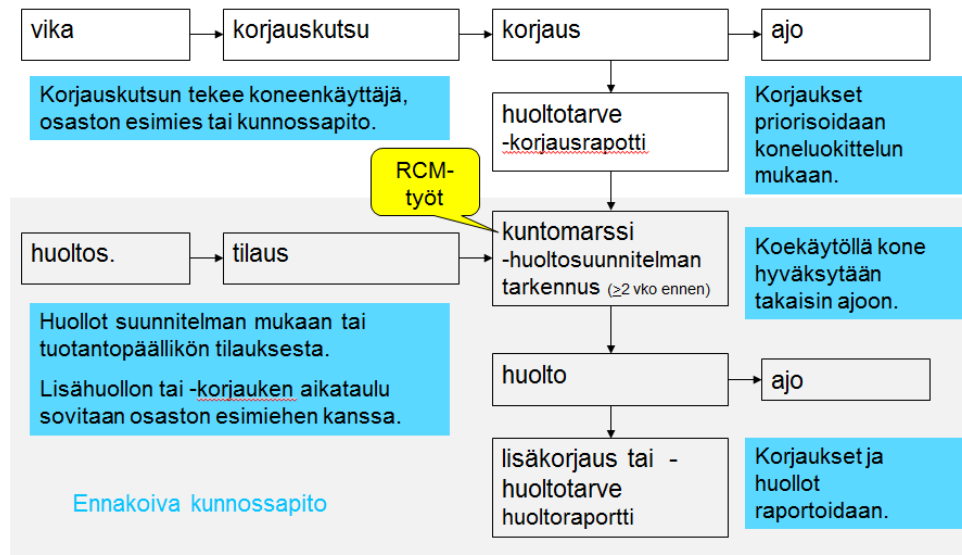 vika
korjauskutsu
korjaus
ajo
Korjauskutsun tekee koneenkäyttäjä,
osaston esimies tai kunnossapito.
huoltotarve
-korjausrapotti
Korjaukset
priorisoidaan
koneluokittelun
mukaan.
RCM-
työt
huoltos.
tilaus
kuntomarssi
-huoltosuunnitelman
tarkennus (≥2 vko ennen)
Koekäytöllä kone
hyväksytään
takaisin ajoon.
Huollot suunnitelman mukaan tai
tuotantopäällikön tilauksesta.
Lisähuollon tai -korjauken aikataulu
sovitaan osaston esimiehen kanssa.
huolto
ajo
lisäkorjaus tai -
huoltotarve
huoltoraportti
Korjaukset ja
huollot
raportoidaan.
Ennakoiva kunnossapito